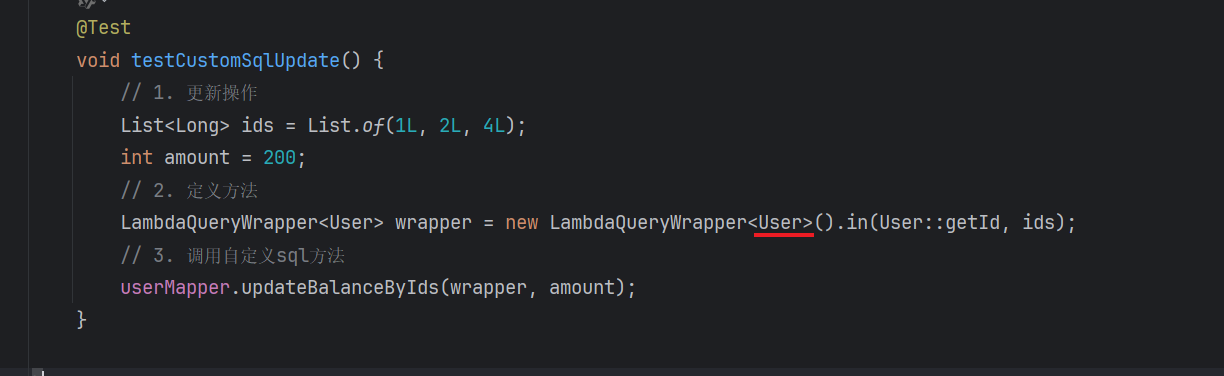 @Test
void testCustomSqlUpdate() {
// 1. 更新操作
List<Long> ids = List.of(1L, 2L, 4L);
int amount = 200;
// 2. 定义方法
LambdaQueryWrapper<User> wrapper = new LambdaQueryWrapper<User>().in(User::getId, ids);
// 3. 调用自定义sql方法
userMapper.updateBalanceByIds(wrapper, amount);
}